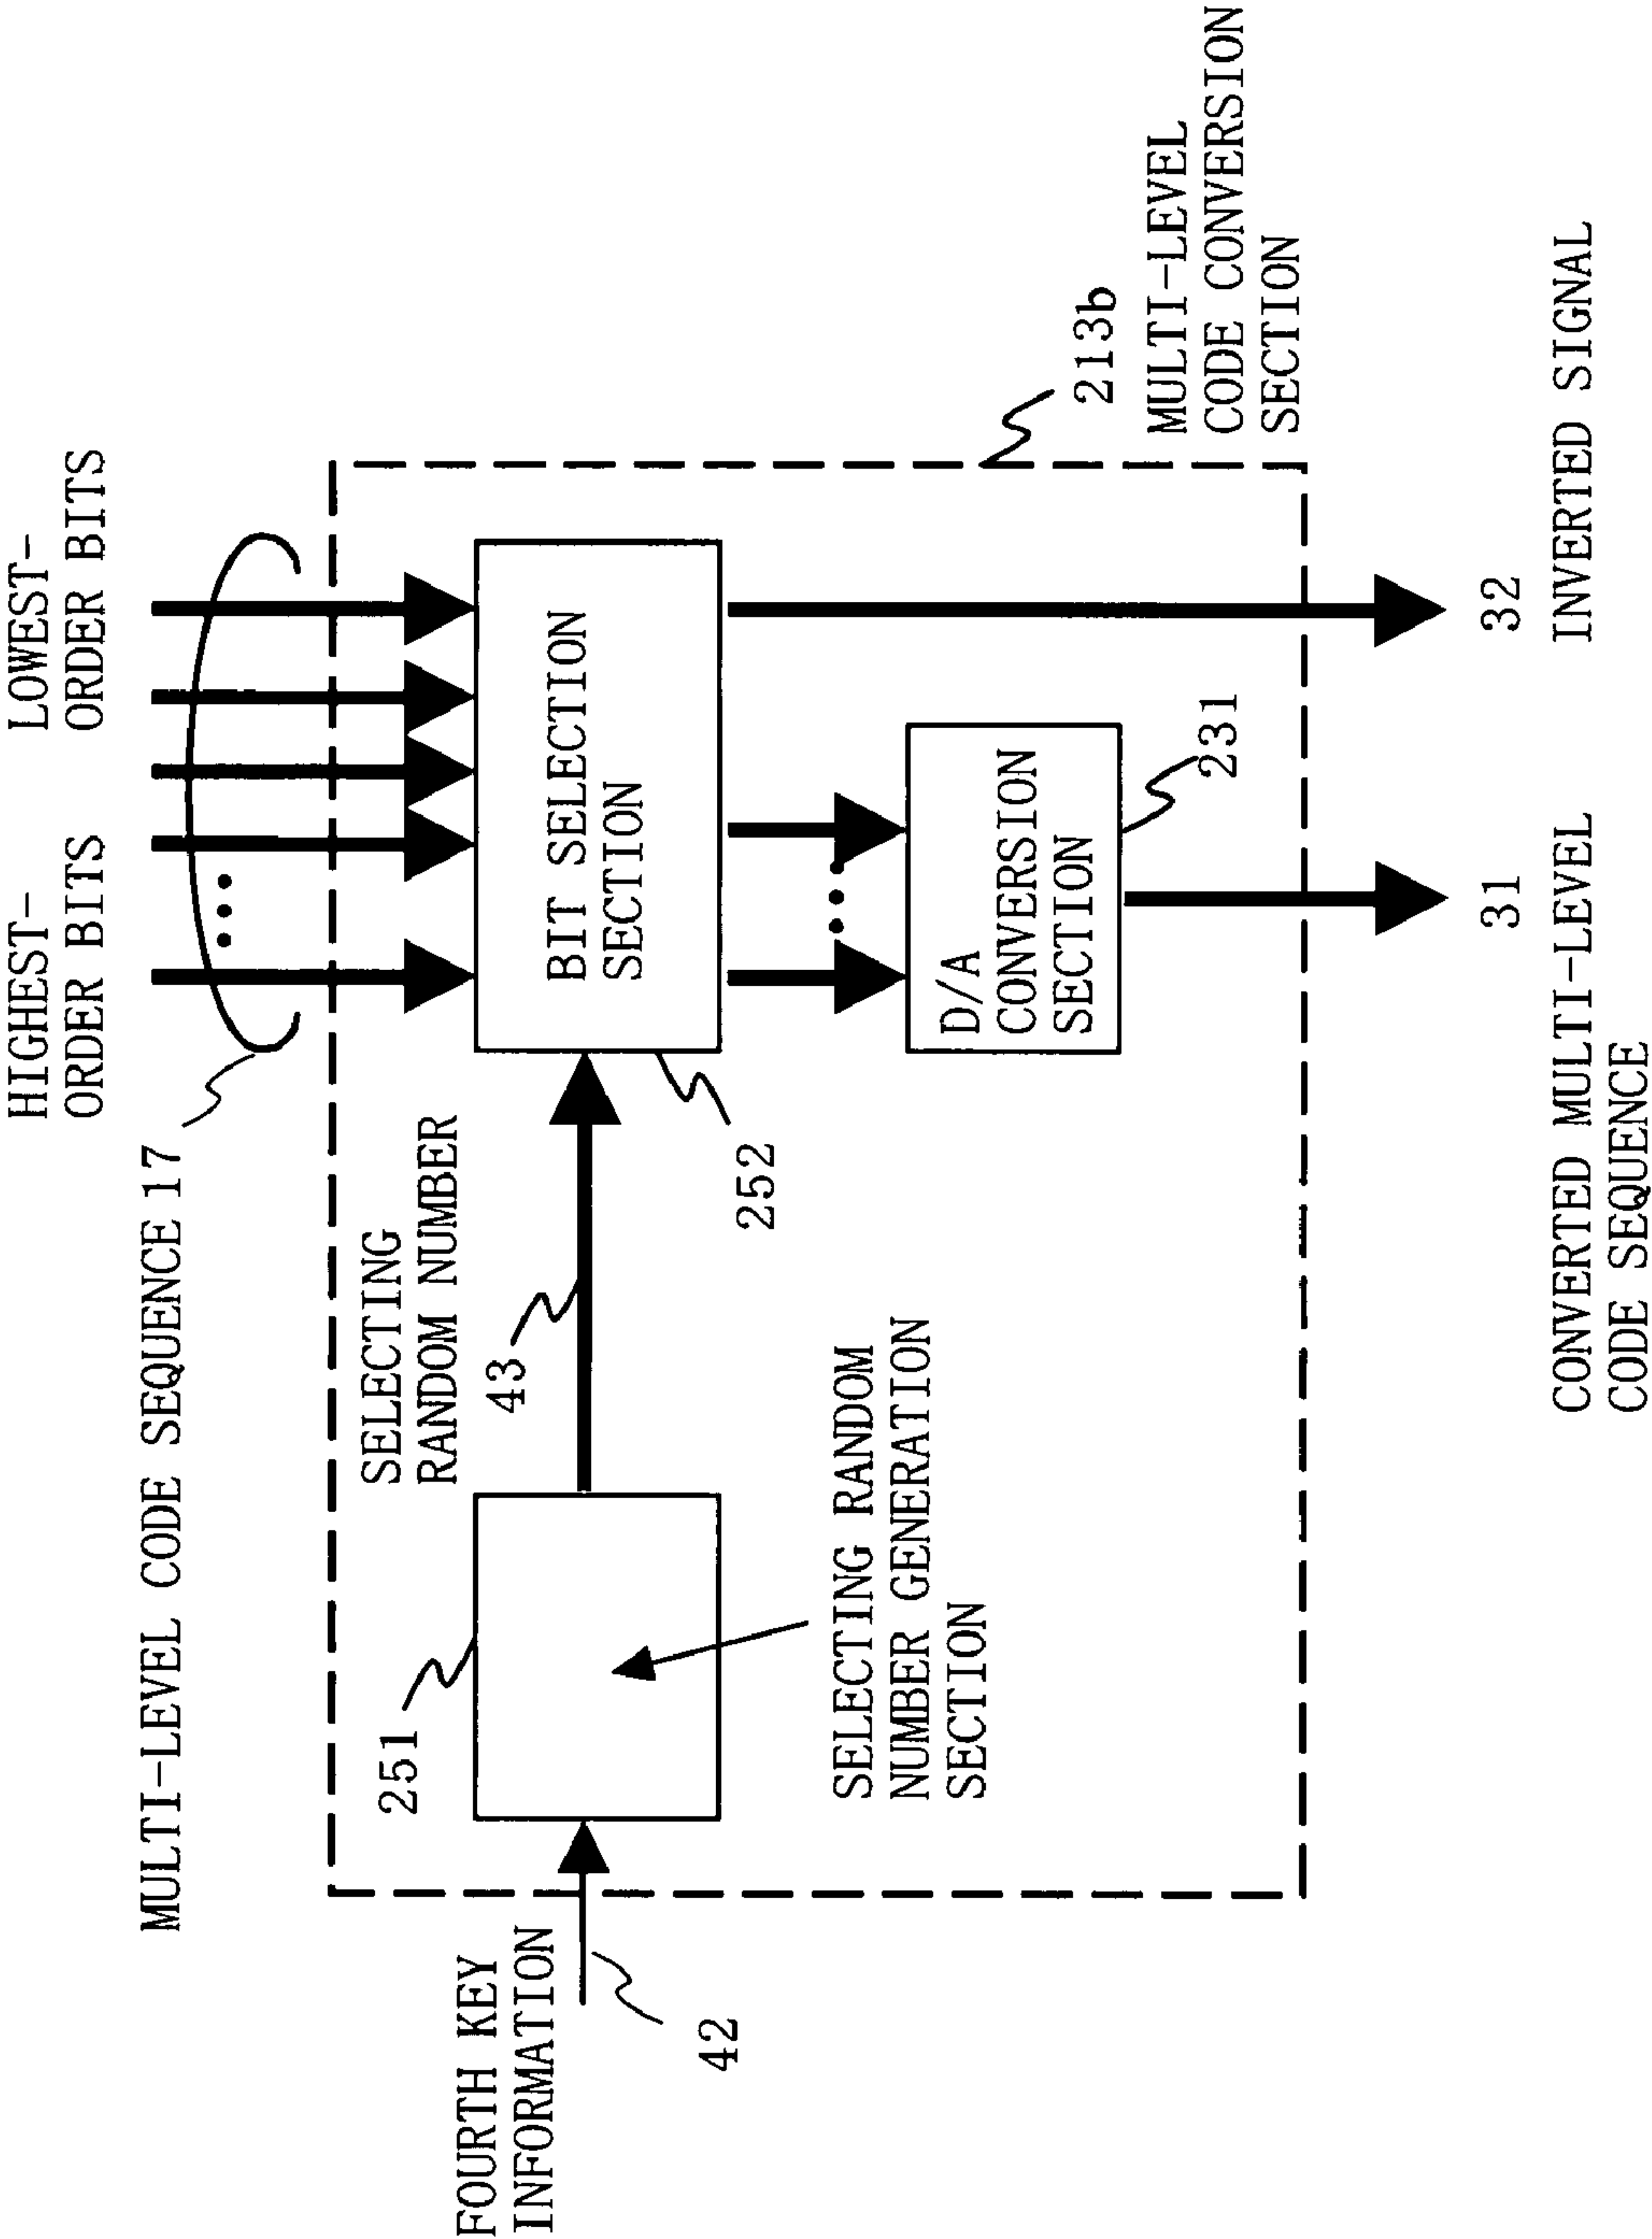 HIGHEST-
ORDER BITS
LOWEST-
ORDER BITS
MULTI-LEVEL CODE SEQUENCE 17
SELECTING
RANDOM NUMBER
43
251
FOURTH KEY
INFORMATION
42
BIT SELECTION
SECTION
252
SELECTING RANDOM
NUMBER GENERATION
SECTION
D/A
CONVERSION
SECTION
231
213b
MULTI-LEVEL
CODE CONVERSION
SECTION
31
CONVERTED MULTI-LEVEL
CODE SEQUENCE
32
INVERTED SIGNAL